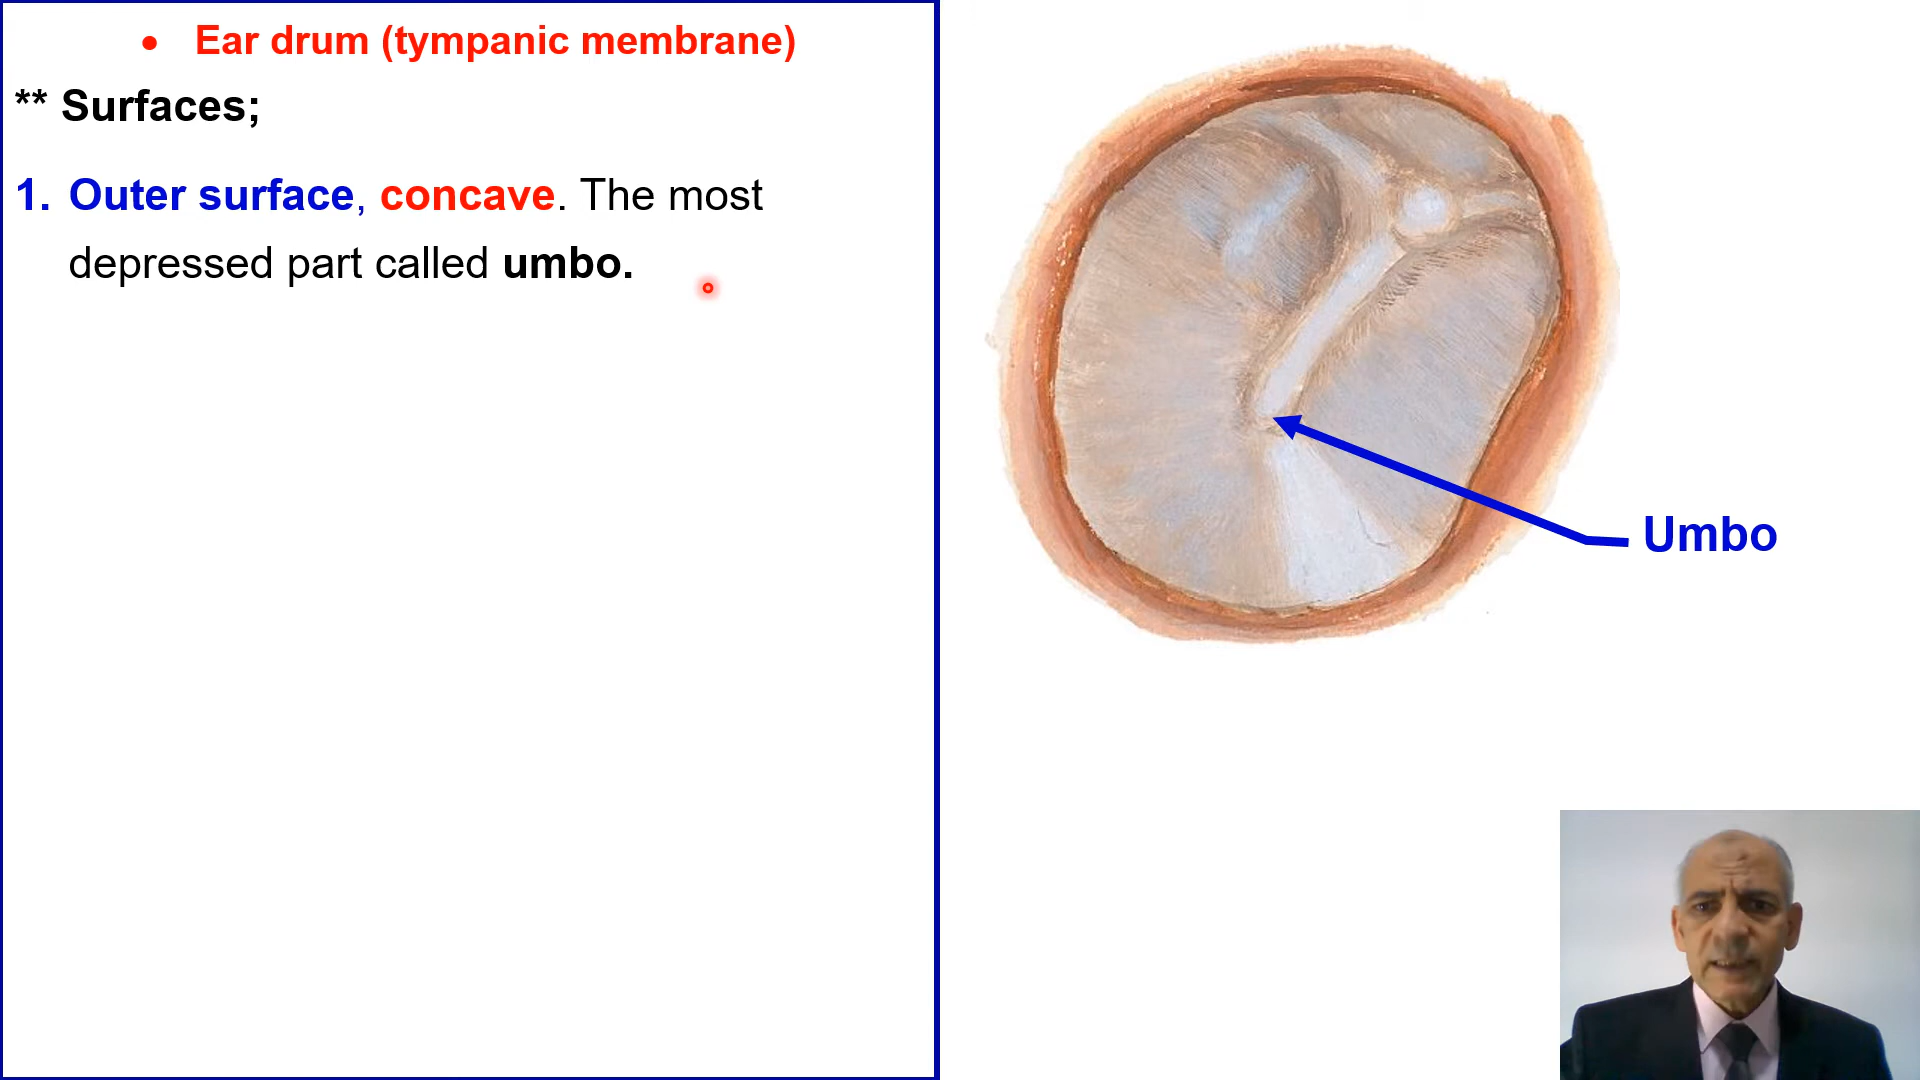 • Ear drum (tympanic membrane)
** Surfaces;
1. Outer surface, concave. The most
depressed part called umbo.
Umbo